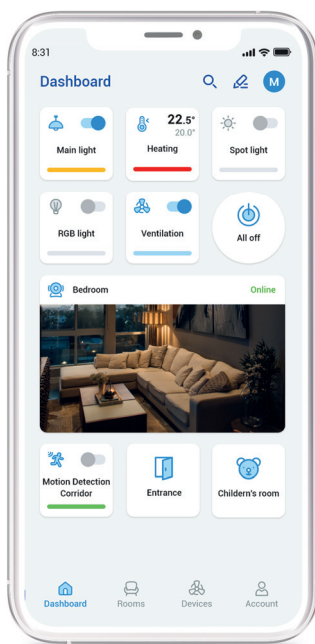 8:31
Dashboard
M
22.5°
20.0°
Main light
Heating
Spot light
RGB light
Ventilation
All off
Bedroom
Online
Motion Detection
Corridor
Entrance
Childern's room
Dashboard
Rooms
Devices
Account